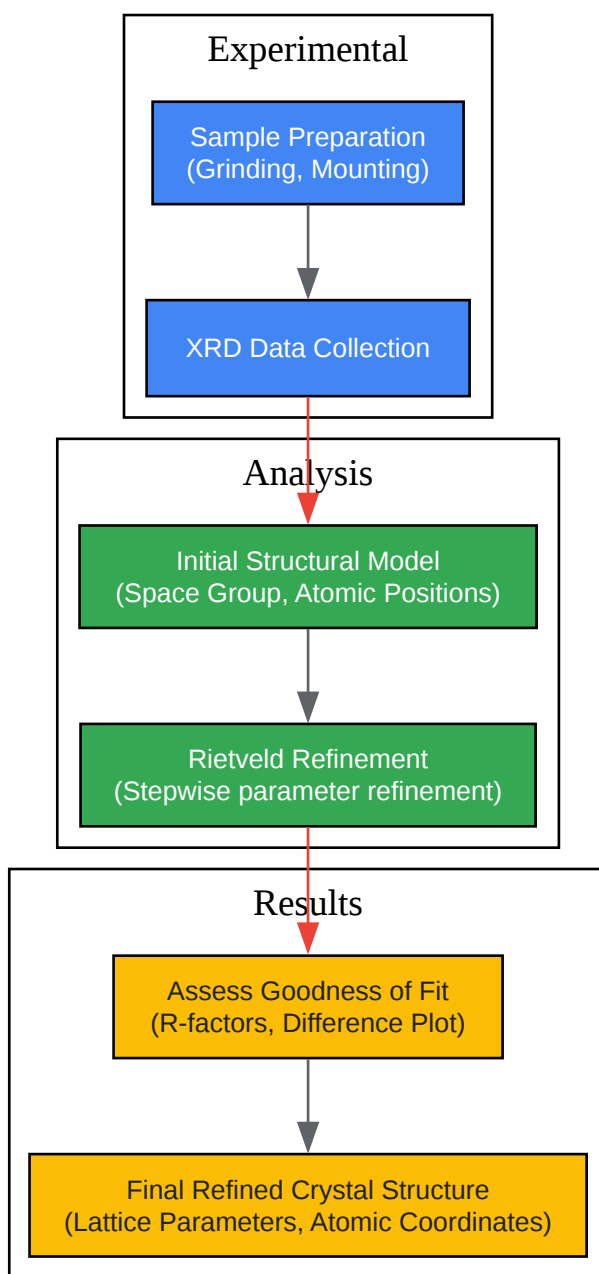 Experimental
Sample Preparation
(Grinding, Mounting)
XRD Data Collection
Analysis
Initial Structural Model
(Space Group, Atomic Positions)
Rietveld Refinement
(Stepwise parameter refinement)
Results
Assess Goodness of Fit
(R-factors, Difference Plot)
Final Refined Crystal Structure
(Lattice Parameters, Atomic Coordinates)